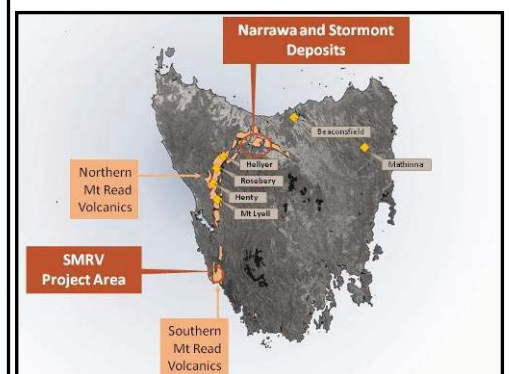 Narrawa and Stormont
Deposits
Beaconsfield
Mathinna
Hellyer
Northern
Mt Read
Volcanics
Rosebery
Henty
Mt Lyell
SMRV
Project Area
Southern
Mt Read
Volcanics